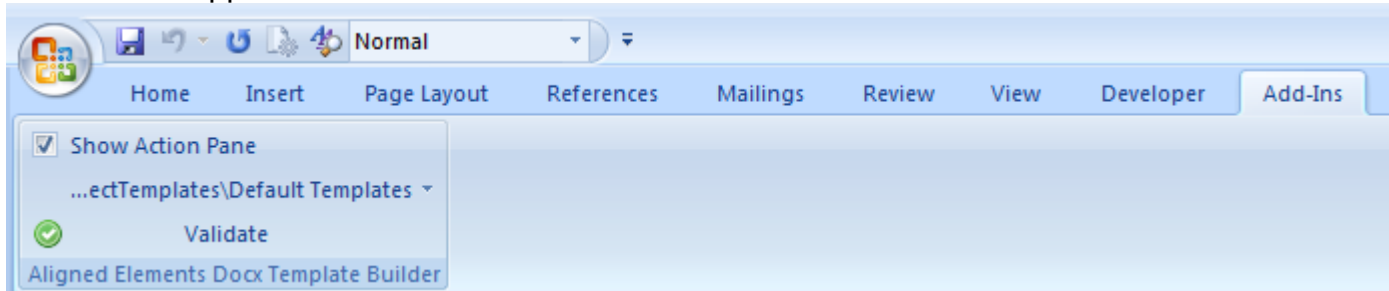 Normal
Home Insert Page Layout References Mailings Review View Developer Add-Ins
Show Action Pane
...ectTemplates\Default Templates
Validate
Aligned Elements Docx Template Builder